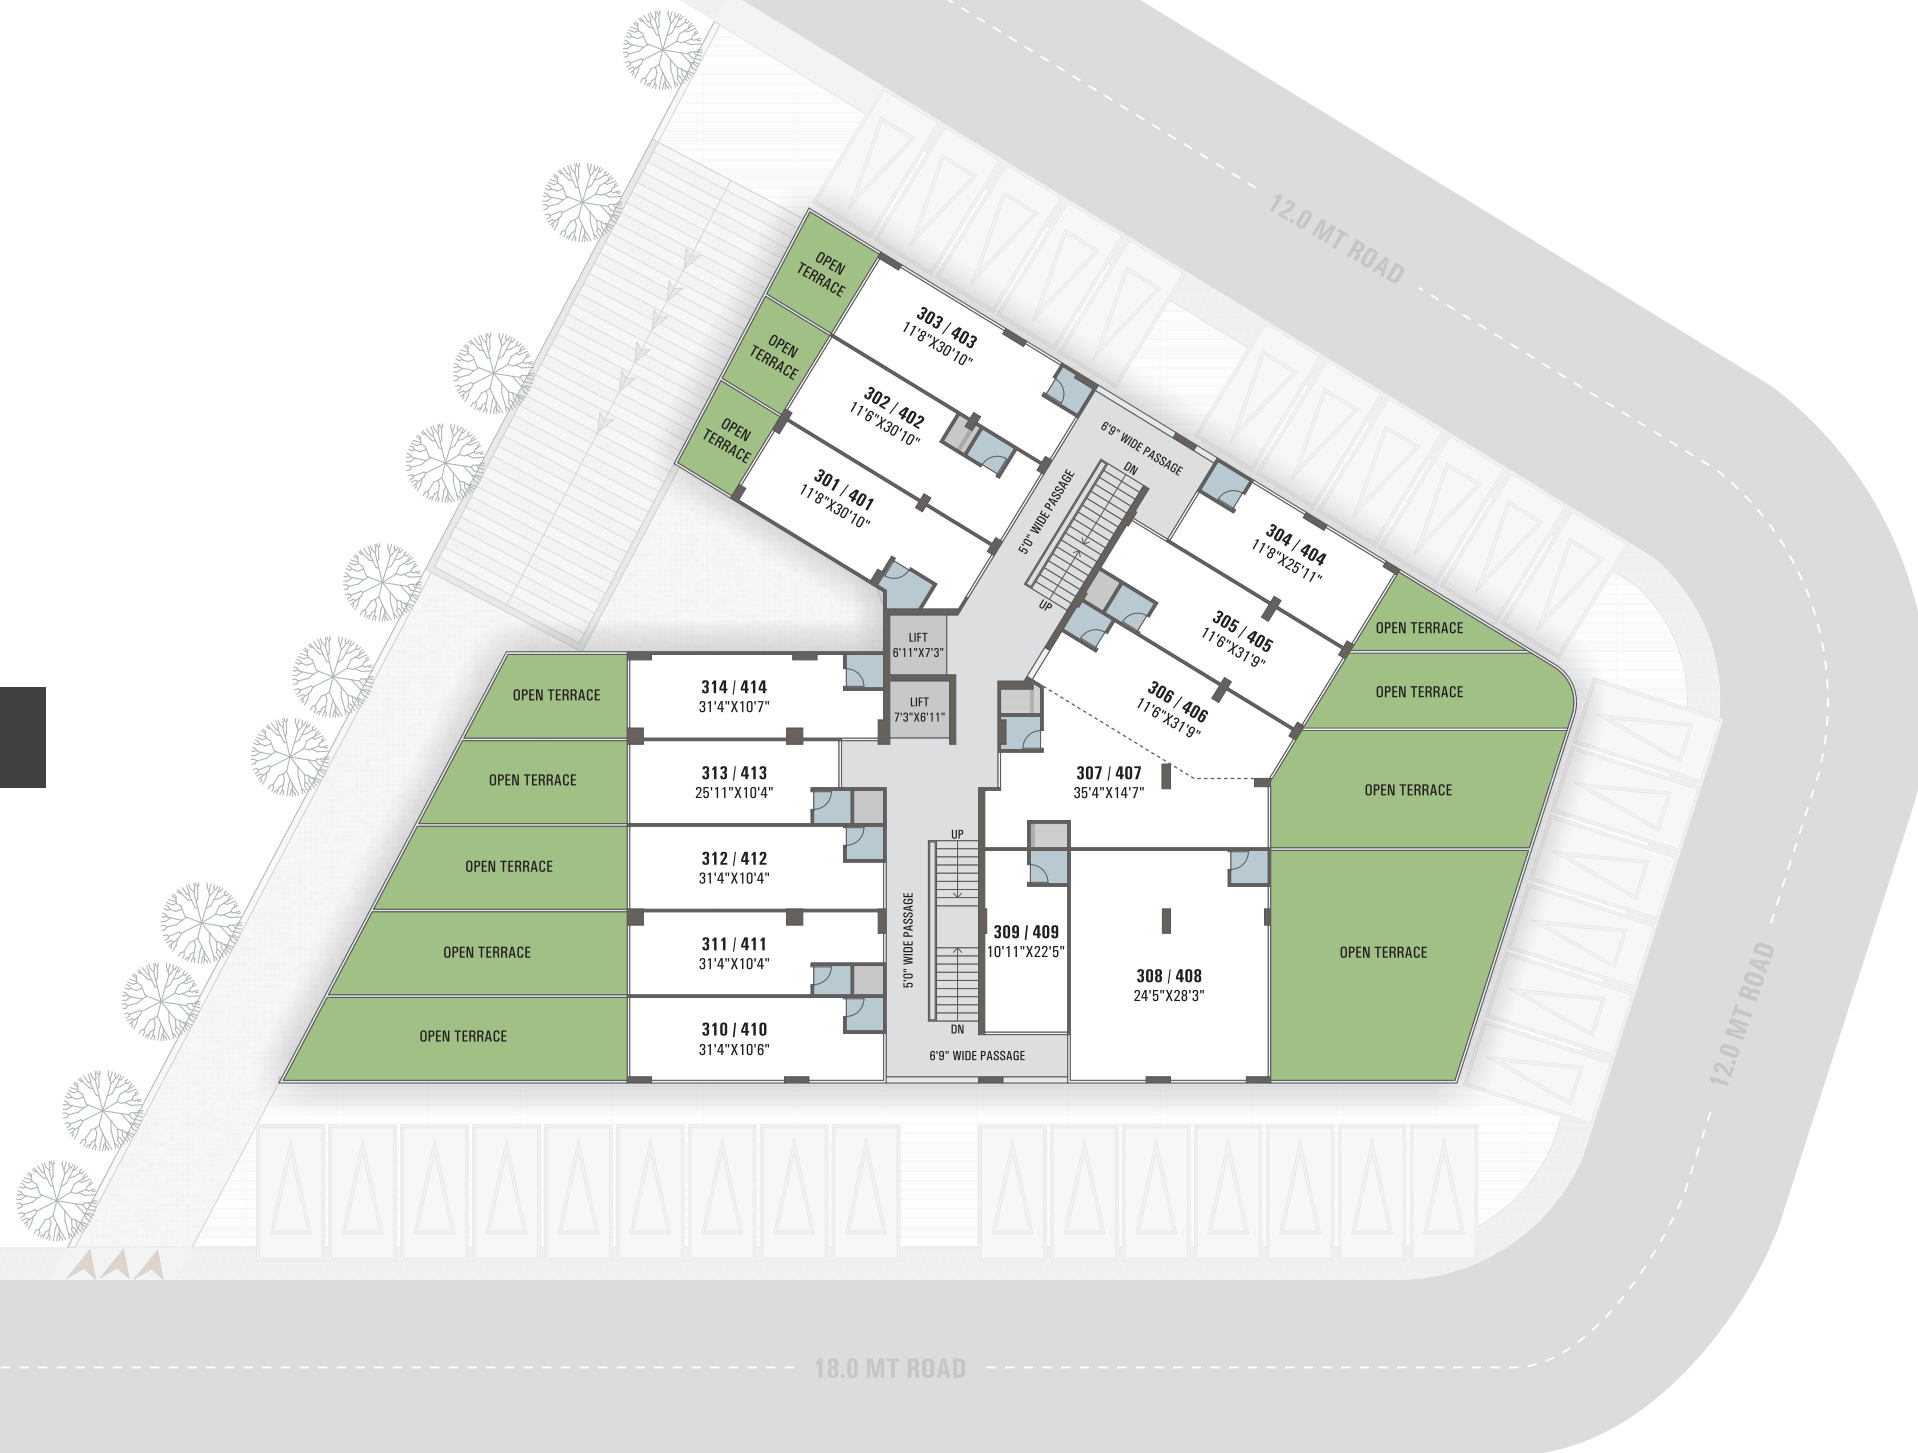 12.0 MT ROAD
OPEN
TERRACE
303 / 403
11'8"X30'10"
OPEN
TERRACE
302 / 402
11'6"X30'10"
OPEN
TERRACE
301 / 401
11'8"X30'10"
6'9" WIDE PASSAGE
DN
5'0" WIDE PASSAGE
UP
304 / 404
11'8"X25'11"
305 / 405
11'6"X31'9"
306 / 406
11'6"X31'9"
OPEN TERRACE
OPEN TERRACE
OPEN TERRACE
OPEN TERRACE
LIFT
6'11"X7'3"
LIFT
7'3"X6'11"
OPEN TERRACE
314 / 414
31'4"X10'7"
OPEN TERRACE
313 / 413
25'11"X10'4"
307 / 407
35'4"X14'7"
OPEN TERRACE
312 / 412
31'4"X10'4"
UP
5'0" WIDE PASSAGE
DN
OPEN TERRACE
311 / 411
31'4"X10'4"
309 / 409
10'11"X22'5"
308 / 408
24'5"X28'3"
OPEN TERRACE
310 / 410
31'4"X10'6"
6'9" WIDE PASSAGE
12.0 MT ROAD
18.0 MT ROAD